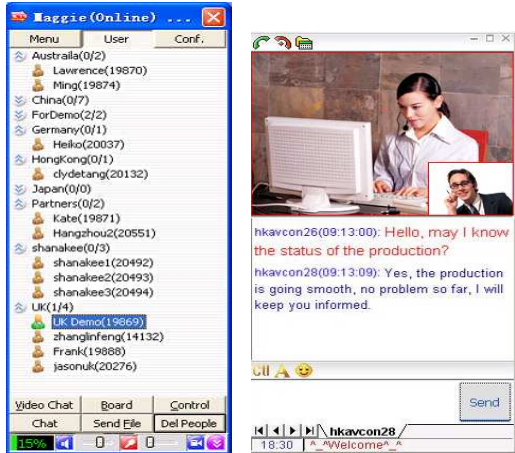 Maggie(Online) ...
Menu User Conf.
Austraila(0/2)
Lawrence(19870)
Ming(19874)
China(0/7)
ForDemo(2/2)
Germany(0/1)
Heiko(20037)
HongKong(0/1)
clydetang(20132)
Japan(0/0)
Partners(0/2)
Kate(19871)
Hangzhou2(20551)
shanakee(0/3)
shanakee1(20492)
shanakee2(20493)
shanakee3(20494)
UK(1/4)
UK Demo(19869)
zhanglinfeng(14132)
Frank(19888)
jasonuk(20276)
Video Chat Board Control
Chat Send File Del People
15% 0 0
hkavcon26(09:13:00): Hello, may I know
the status of the production?
hkavcon28(09:13:09): Yes, the production
is going smooth, no problem so far, I will
keep you informed.
Ctl A
Send
hkavcon28
18:30 ^_^Welcome^_^